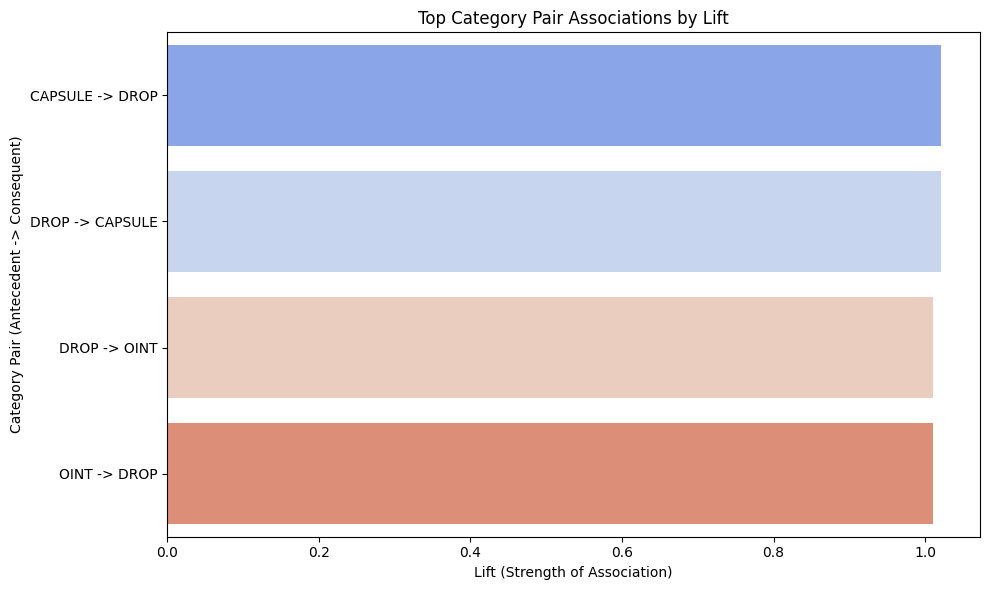 Top Category Pair Associations by Lift
Category Pair (Antecedent -> Consequent)
CAPSULE -> DROP
DROP -> CAPSULE
DROP -> OINT
OINT -> DROP
0.0 0.2 0.4 0.6 0.8 1.0
Lift (Strength of Association)